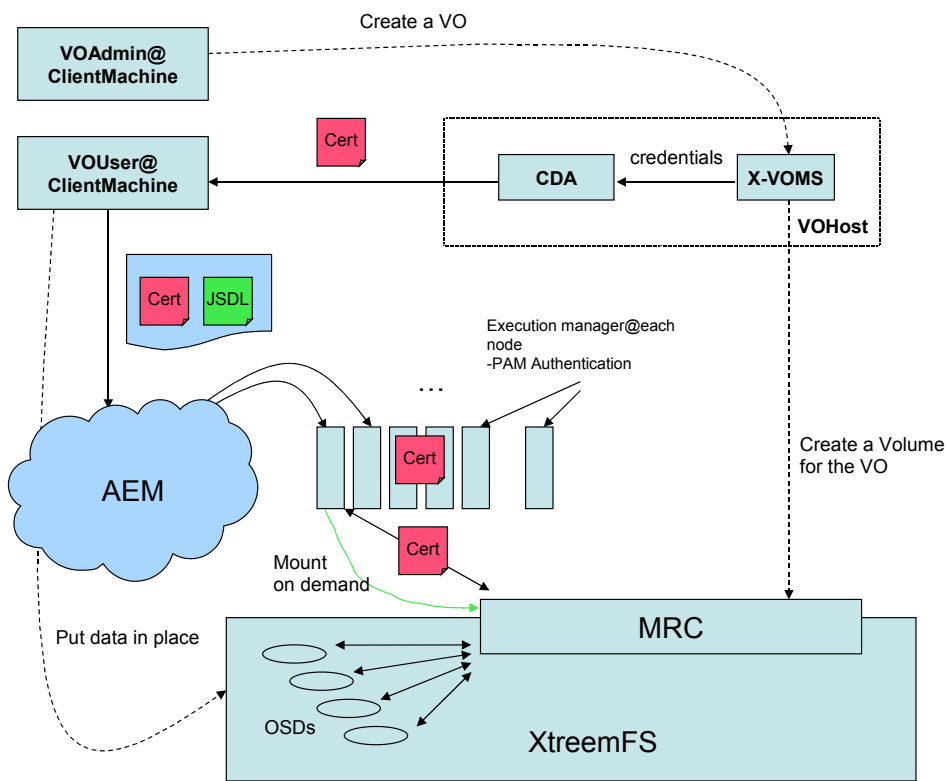 Create a VO
VOAdmin@
ClientMachine
Cert
VOUser@
ClientMachine
CDA
credentials
X-VOMS
VOHost
Cert
JSDL
Execution manager@each
node
-PAM Authentication
...
Cert
AEM
Create a Volume
for the VO
Cert
Mount
on demand
MRC
Put data in place
OSDs
XtreemFS